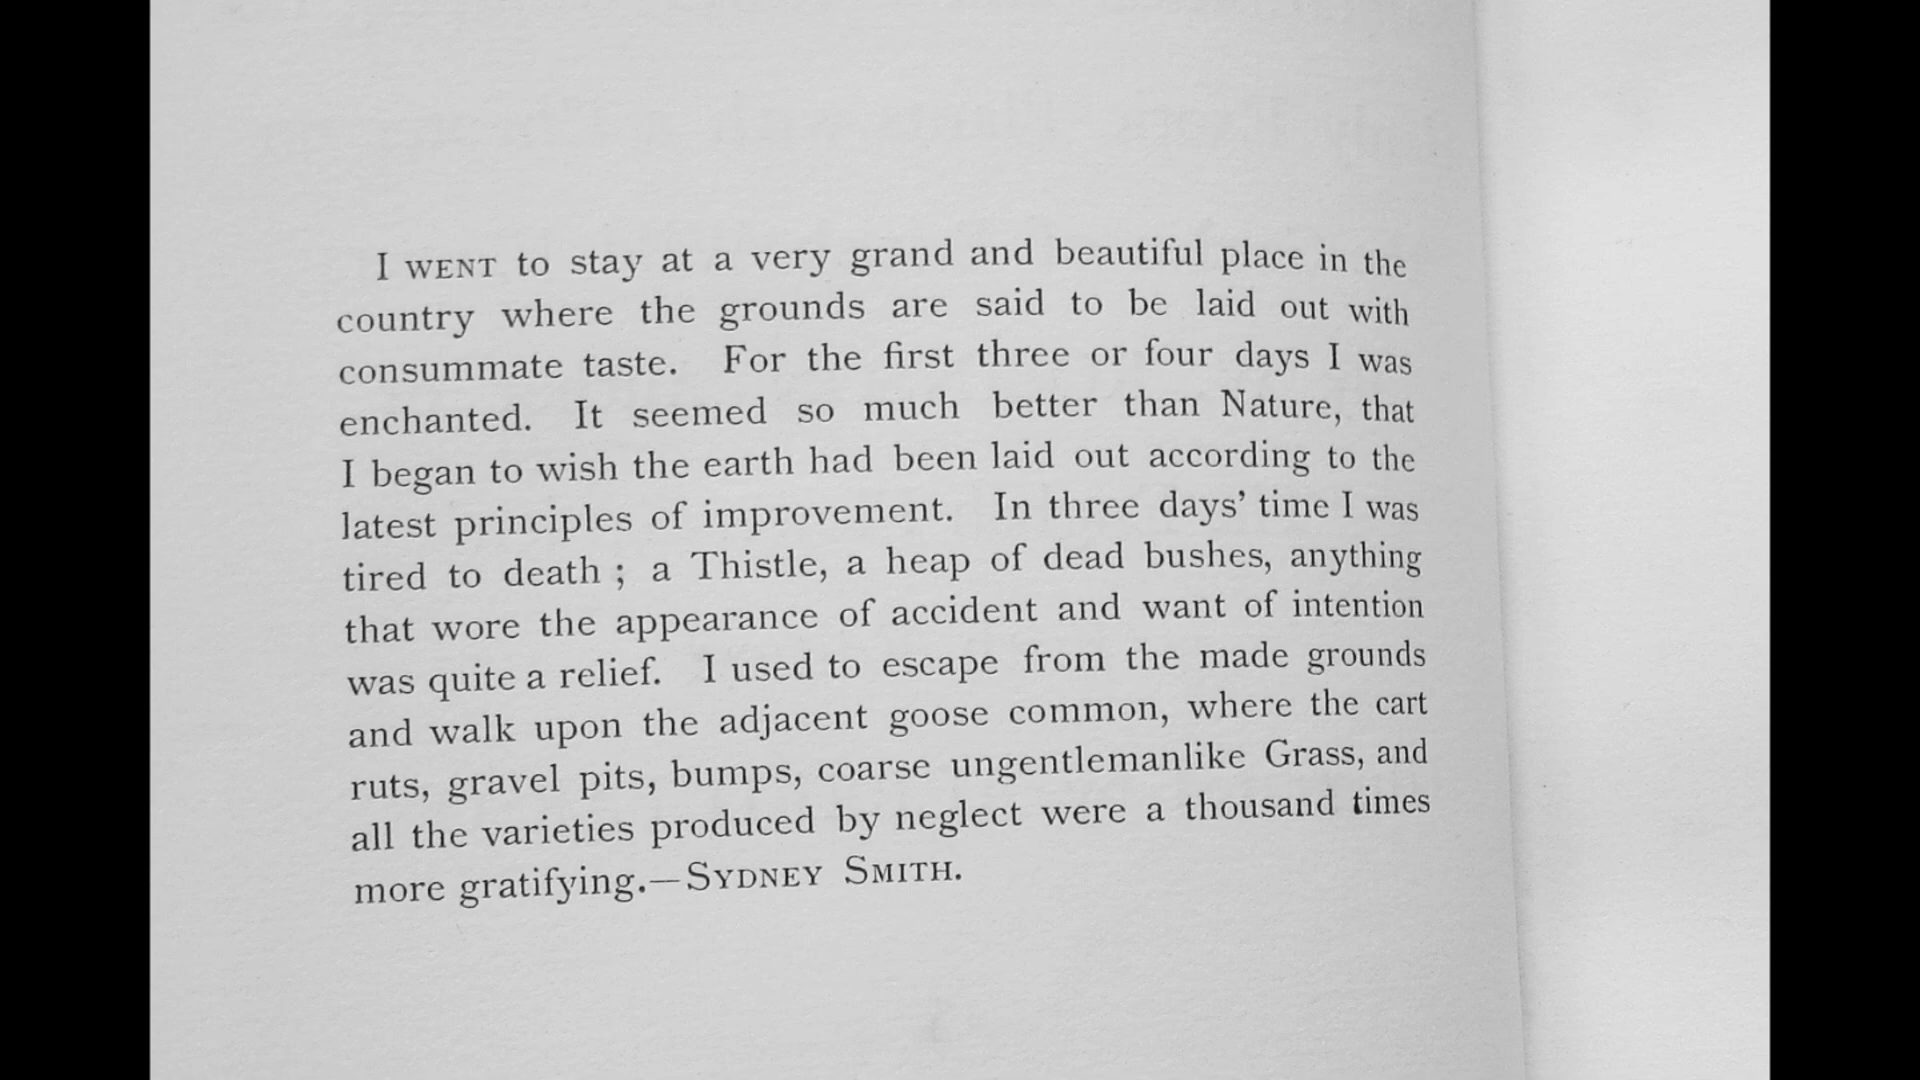 I WENT to stay at a very grand and beautiful place in the
country where the grounds are said to be laid out with
consummate taste. For the first three or four days I was
enchanted. It seemed so much better than Nature, that
I began to wish the earth had been laid out according to the
latest principles of improvement. In three days’ time I was
tired to death ; a Thistle, a heap of dead bushes, anything
that wore the appearance of accident and want of intention
was quite a relief. I used to escape from the made grounds
and walk upon the adjacent goose common, where the cart
ruts, gravel pits, bumps, coarse ungentlemanlike Grass, and
all the varieties produced by neglect were a thousand times
more gratifying.—SYDNEY SMITH.